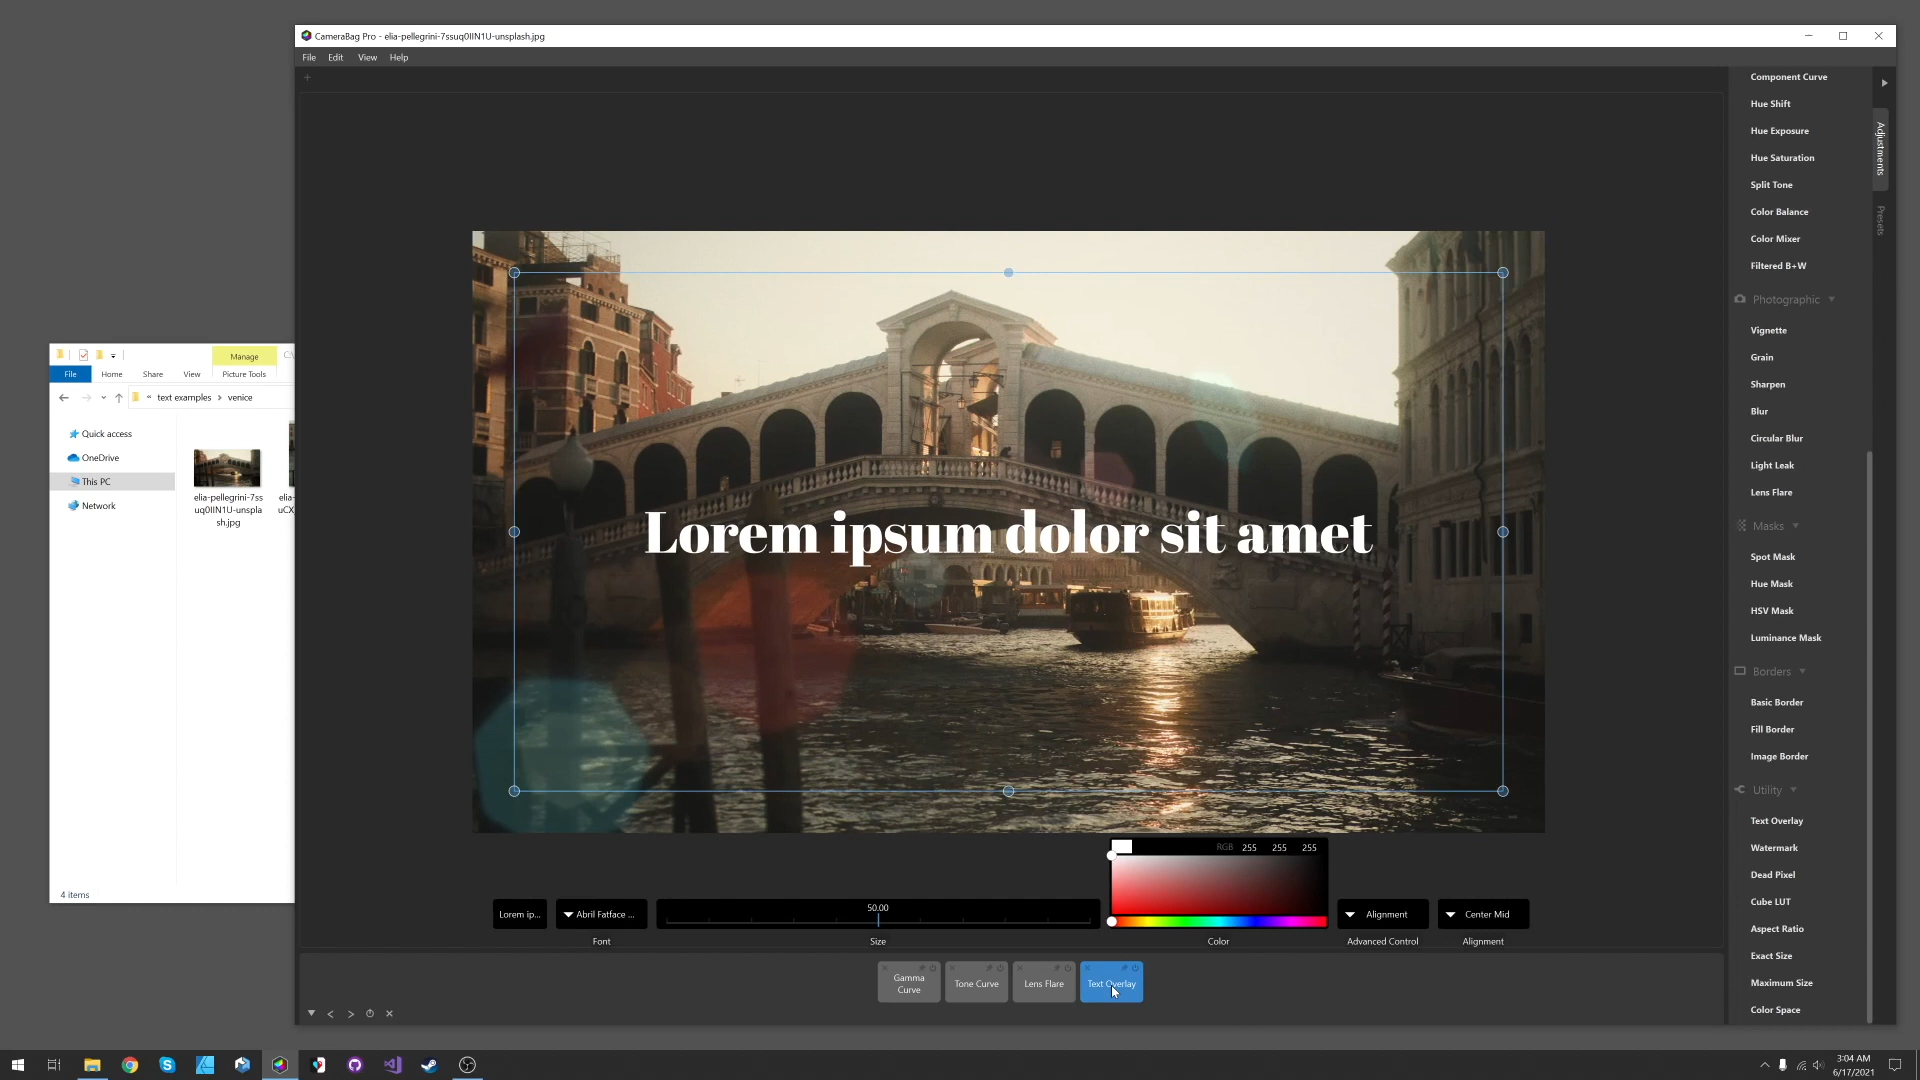 CameraBag Pro - elia-pellegrini-7ssuq0IIN1U-unsplash.jpg
File Edit View Help
+
Component Curve
Hue Shift
Hue Exposure
Hue Saturation
Split Tone
Color Balance
Color Mixer
Filtered B+W
Photographic
Vignette
Grain
Sharpen
Blur
Circular Blur
Light Leak
Lens Flare
Masks
Spot Mask
Hue Mask
HSV Mask
Luminance Mask
Borders
Basic Border
Fill Border
Image Border
Utility
Text Overlay
Watermark
Dead Pixel
Cube LUT
Aspect Ratio
Exact Size
Maximum Size
Color Space
Adjustments
Presets
Manage
File Home Share View Picture Tools
« text examples > venice
Quick access
OneDrive
This PC
Network
elia-pellegrini-7ss
uq0IIN1U-unspla
sh.jpg
elia-
uCX
4 items
Lorem ipsum dolor sit amet
RGB 255 255 255
Lorem ip...
Abril Fatface ...
50.00
Alignment
Center Mid
Font
Size
Color
Advanced Control
Alignment
Gamma
Curve
Tone Curve
Lens Flare
Text Overlay
3:04 AM
6/17/2021